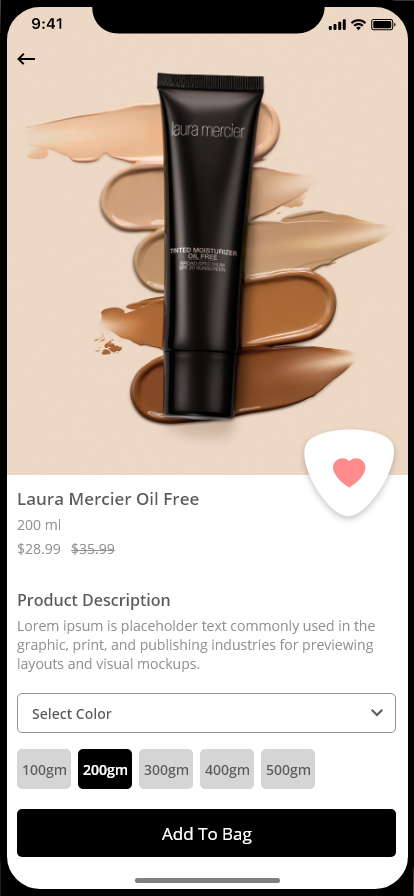 9:41
laura mercier
TINTED MOISTURIZER
OIL FREE
BROAD SPECTRUM
SPF 20 SUNSCREEN
Laura Mercier Oil Free
200 ml
$28.99 $35.99
Product Description
Lorem ipsum is placeholder text commonly used in the
graphic, print, and publishing industries for previewing
layouts and visual mockups.
Select Color
100gm 200gm 300gm 400gm 500gm
Add To Bag